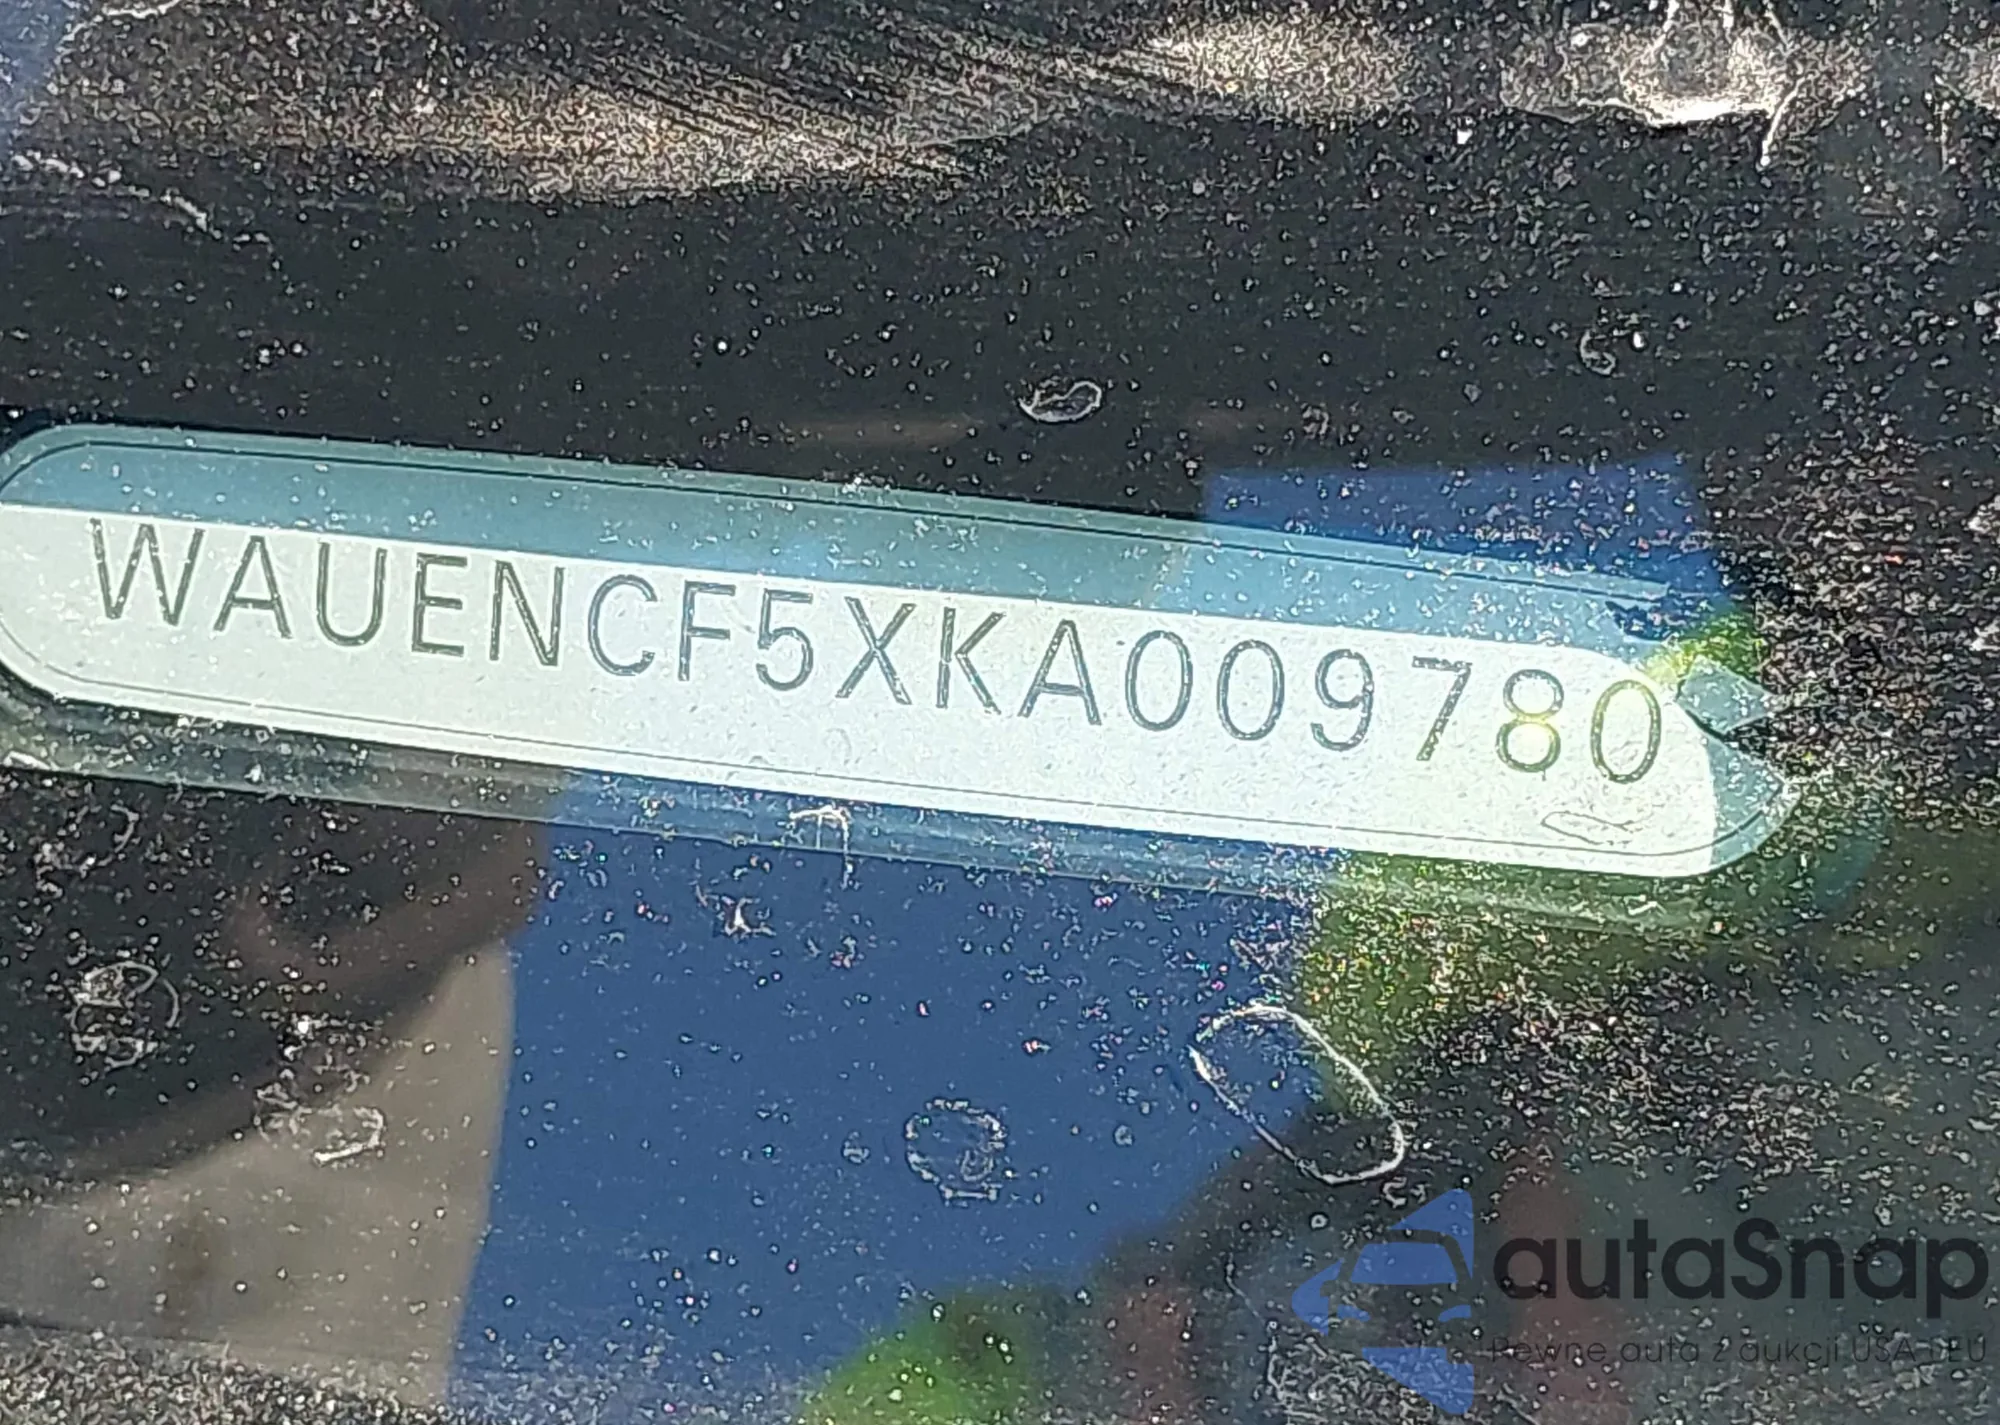 WAUENCF5XKA009780
autaSnap
Pewne auta z aukcji USA i EU